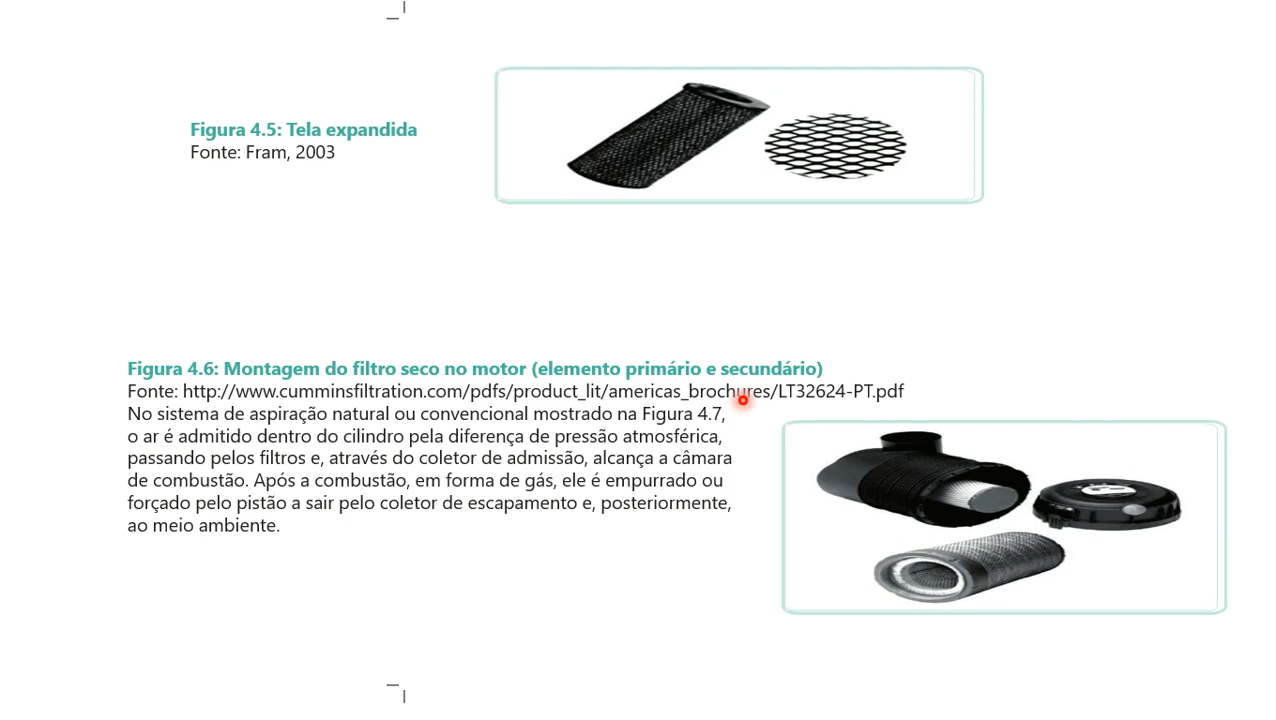 Figura 4.5: Tela expandida
Fonte: Fram, 2003
Figura 4.6: Montagem do filtro seco no motor (elemento primário e secundário)
Fonte: http://www.cumminsfiltration.com/pdfs/product_lit/americas_brochures/LT32624-PT.pdf
No sistema de aspiração natural ou convencional mostrado na Figura 4.7,
o ar é admitido dentro do cilindro pela diferença de pressão atmosférica,
passando pelos filtros e, através do coletor de admissão, alcança a câmara
de combustão. Após a combustão, em forma de gás, ele é empurrado ou
forçado pelo pistão a sair pelo coletor de escapamento e, posteriormente,
ao meio ambiente.